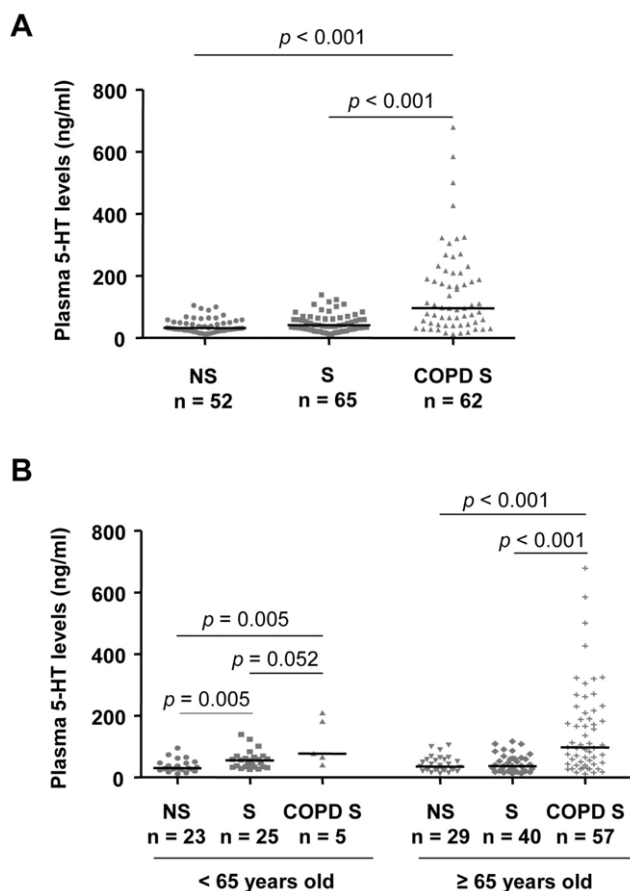 A
p < 0.001
p < 0.001
Plasma 5-HT levels (ng/ml)
800
600
400
200
0
NS S COPD S
n = 52 n = 65 n = 62
B
p < 0.001
p < 0.001
p = 0.005
p = 0.052
p = 0.005
Plasma 5-HT levels (ng/ml)
800
600
400
200
0
NS S COPD S NS S COPD S
n = 23 n = 25 n = 5 n = 29 n = 40 n = 57
< 65 years old ≥ 65 years old